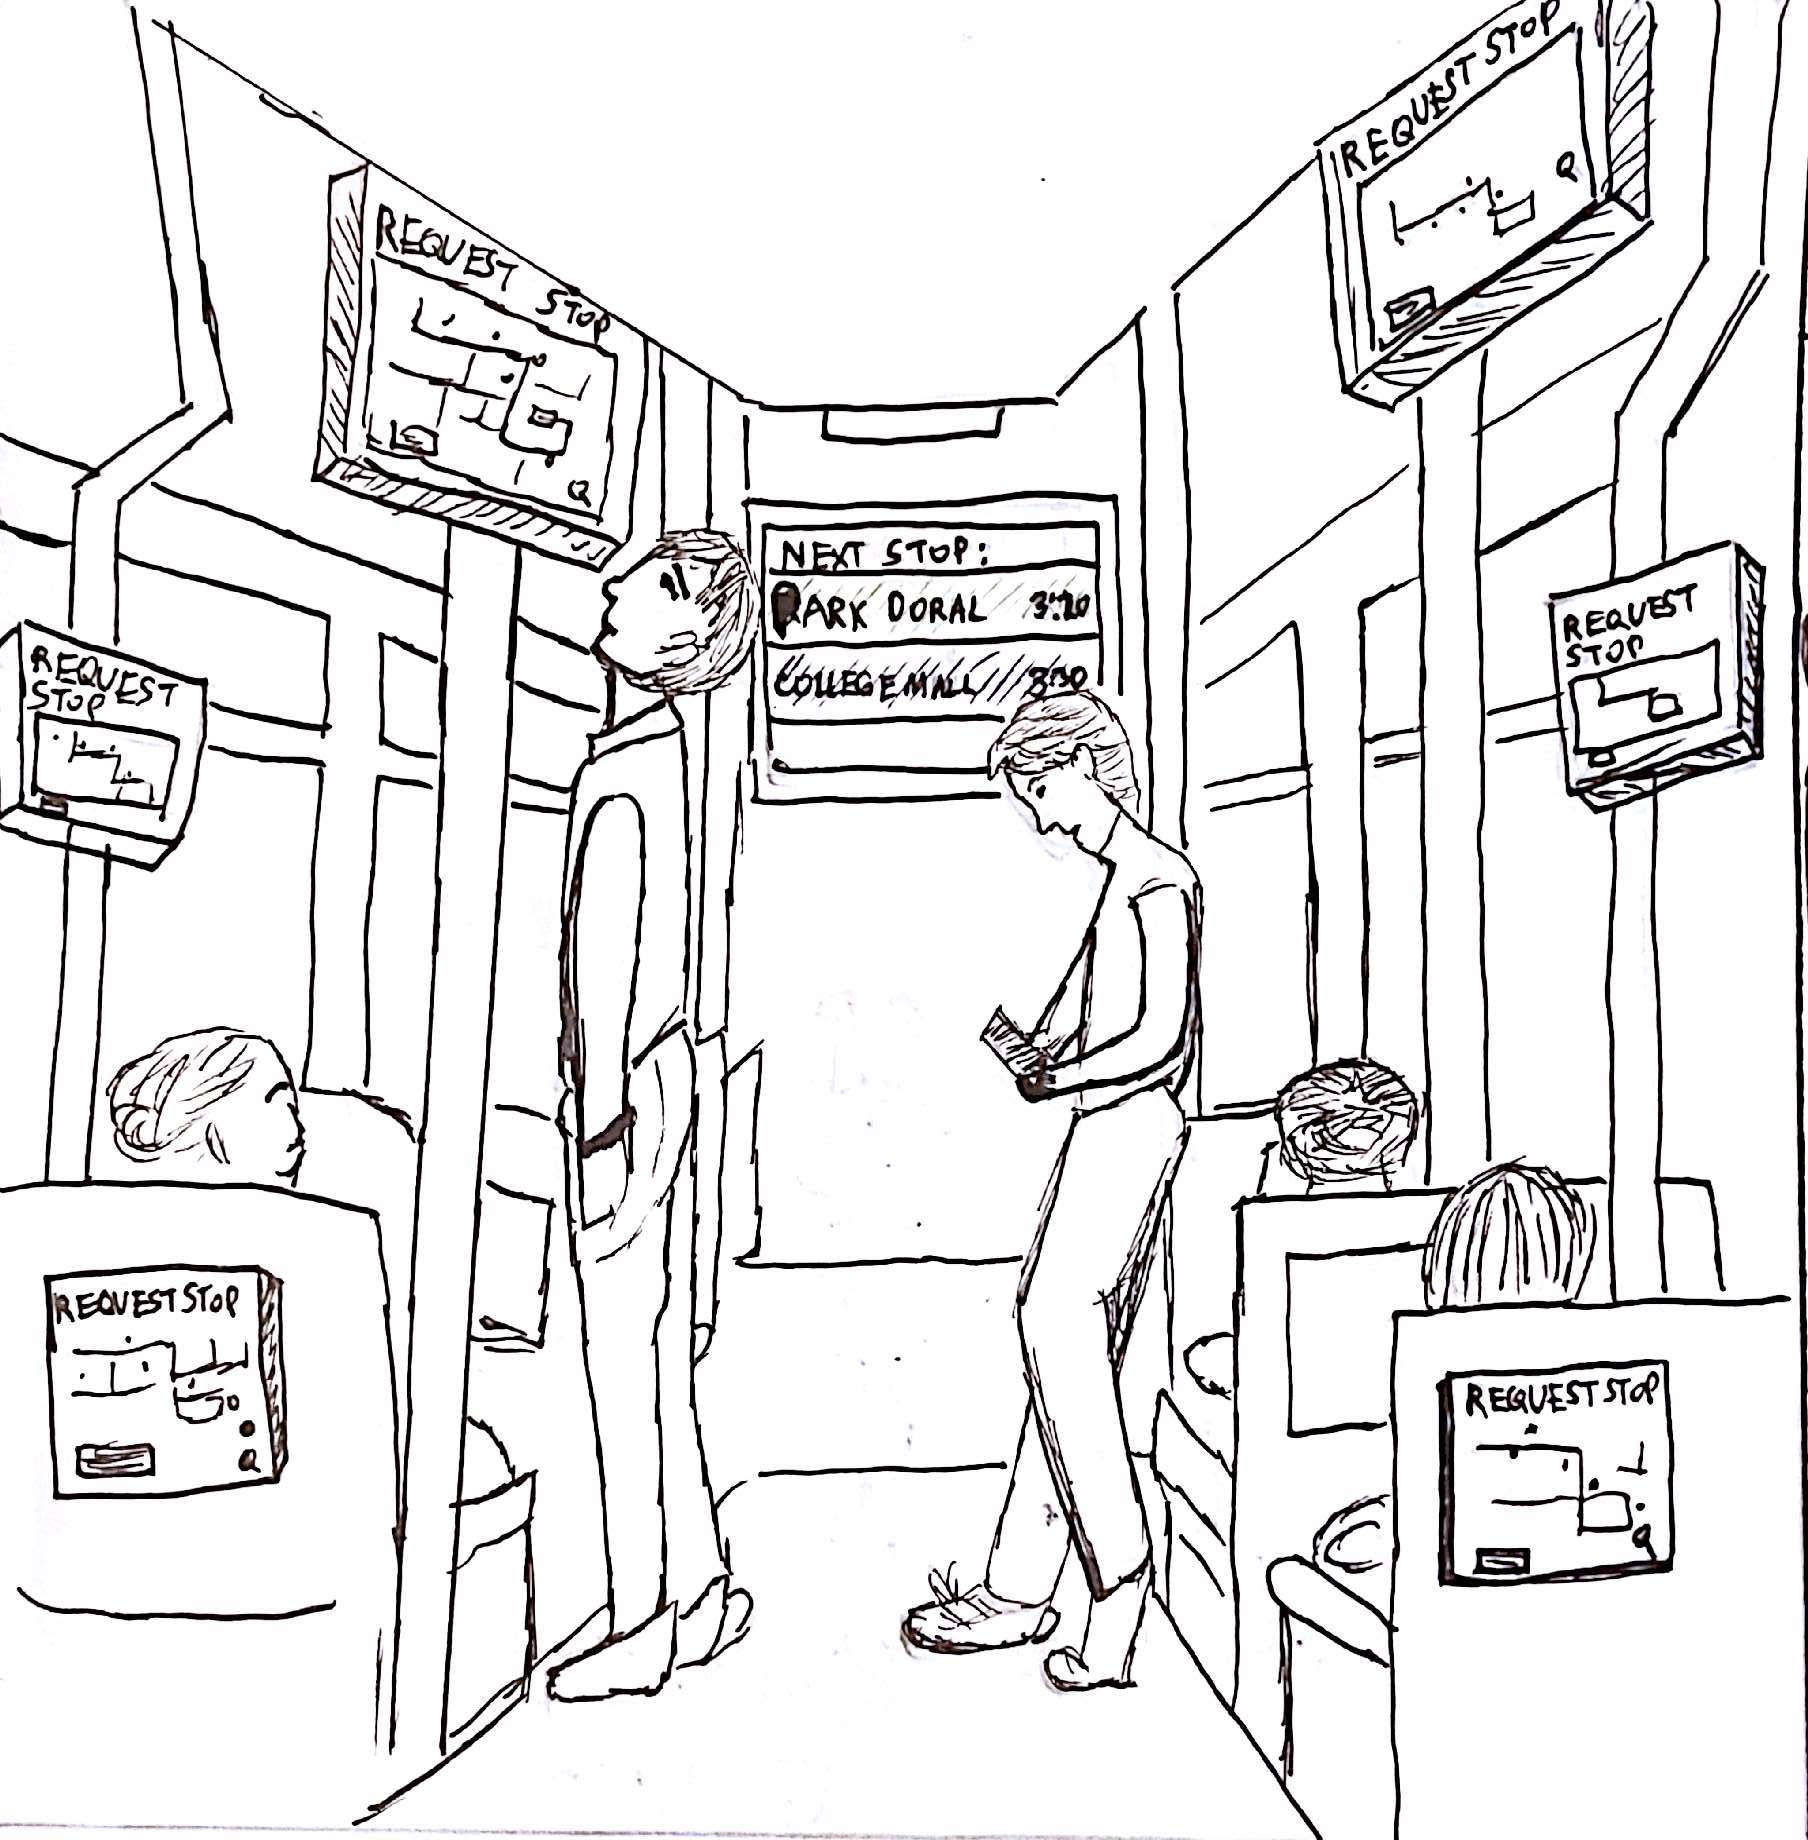 REQUEST STOP
REQUEST STOP
Q
Q
NEXT STOP:
PARK DORAL 3:20
COLLEGE MALL 3:30
REQUEST
STOP
REQUEST
STOP
REQUEST STOP
Q
REQUEST STOP
Q